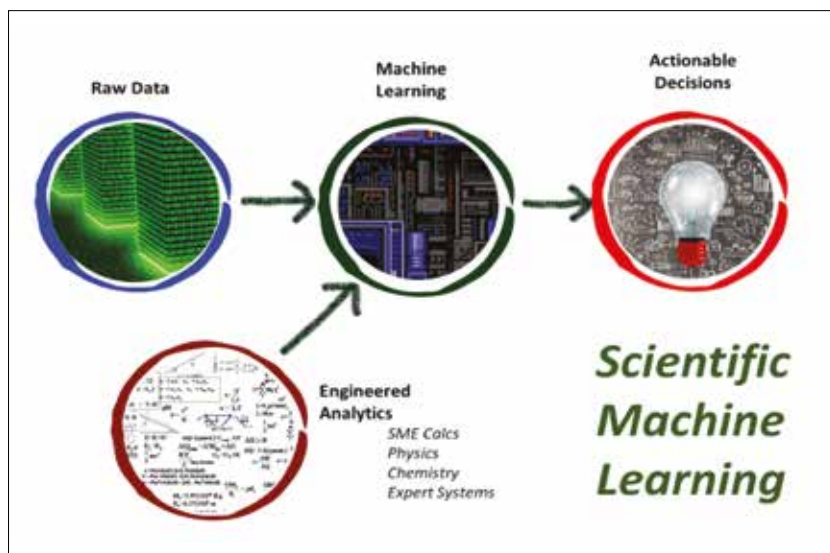 Raw Data
Machine
Learning
Actionable
Decisions
Engineered
Analytics
SME Calcs
Physics
Chemistry
Expert Systems
Scientific
Machine
Learning